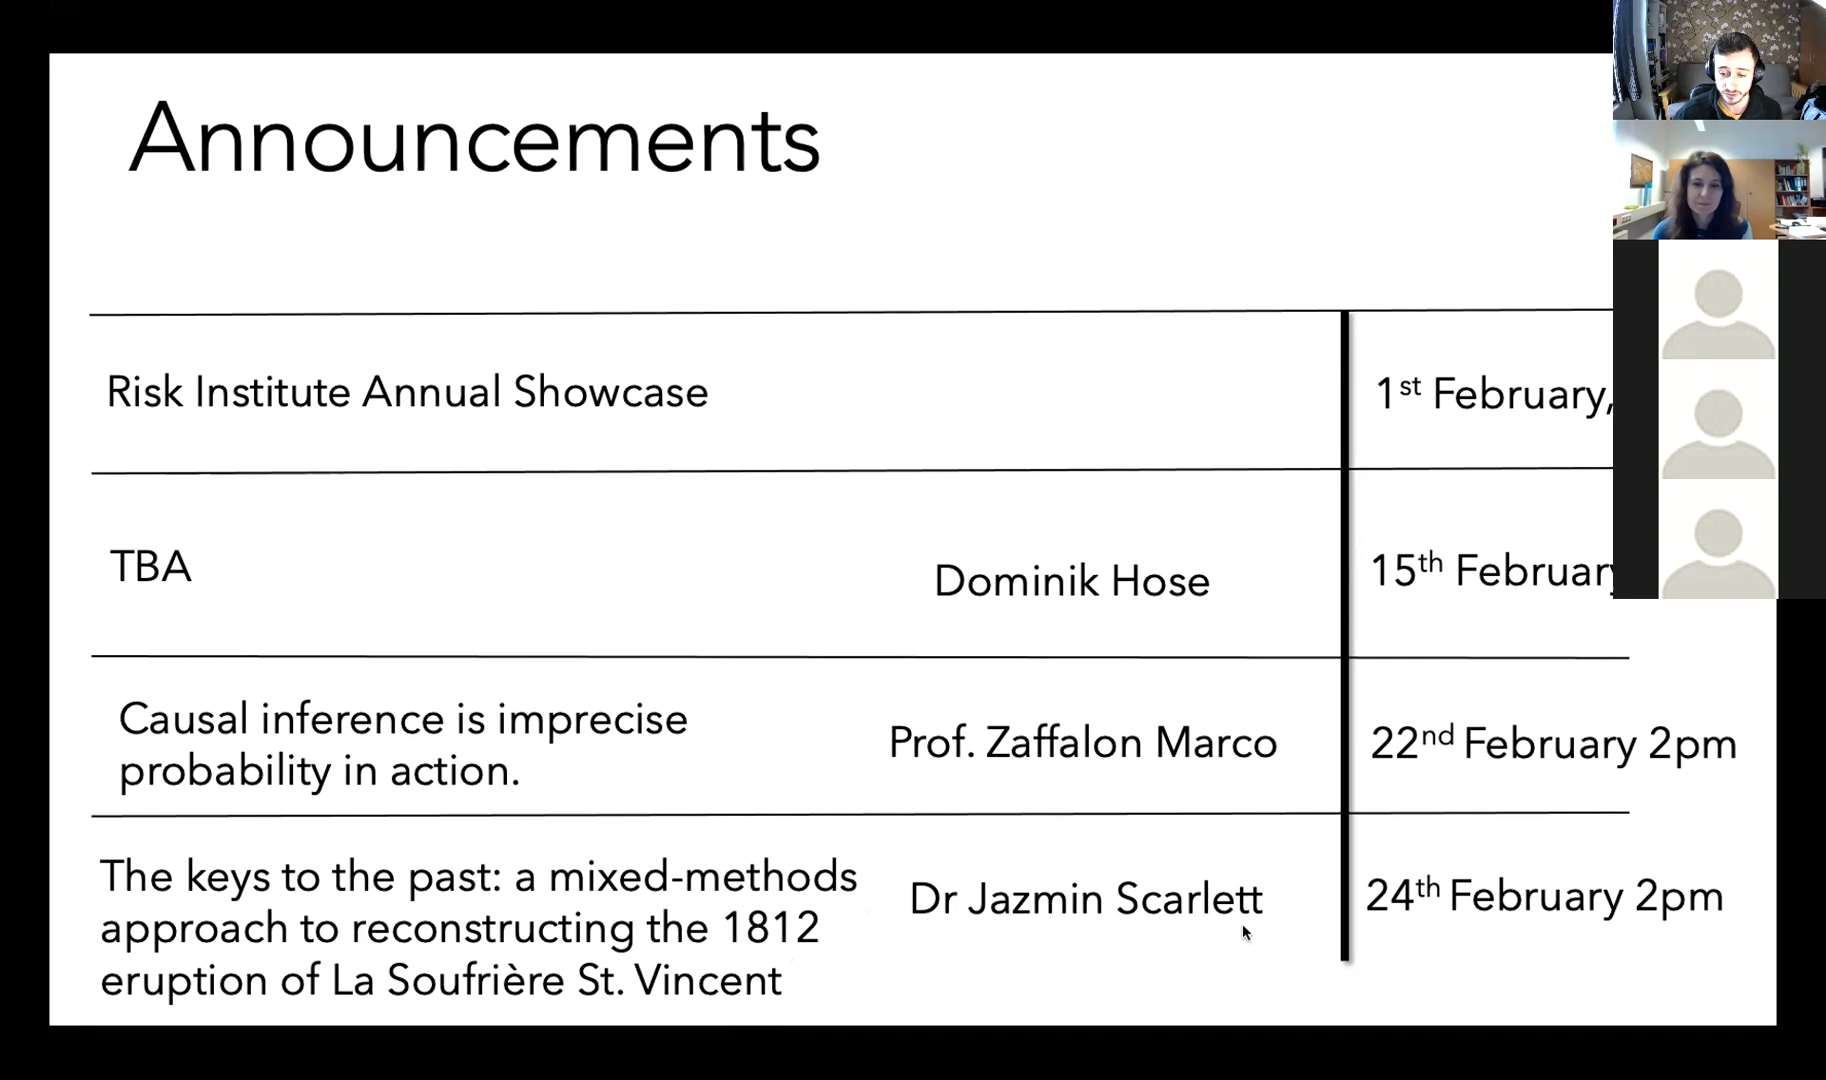 Announcements
Risk Institute Annual Showcase
1st February,
TBA
Dominik Hose
15th February
Causal inference is imprecise
probability in action.
Prof. Zaffalon Marco
22nd February 2pm
The keys to the past: a mixed-methods
approach to reconstructing the 1812
eruption of La Soufrière St. Vincent
Dr Jazmin Scarlett
24th February 2pm